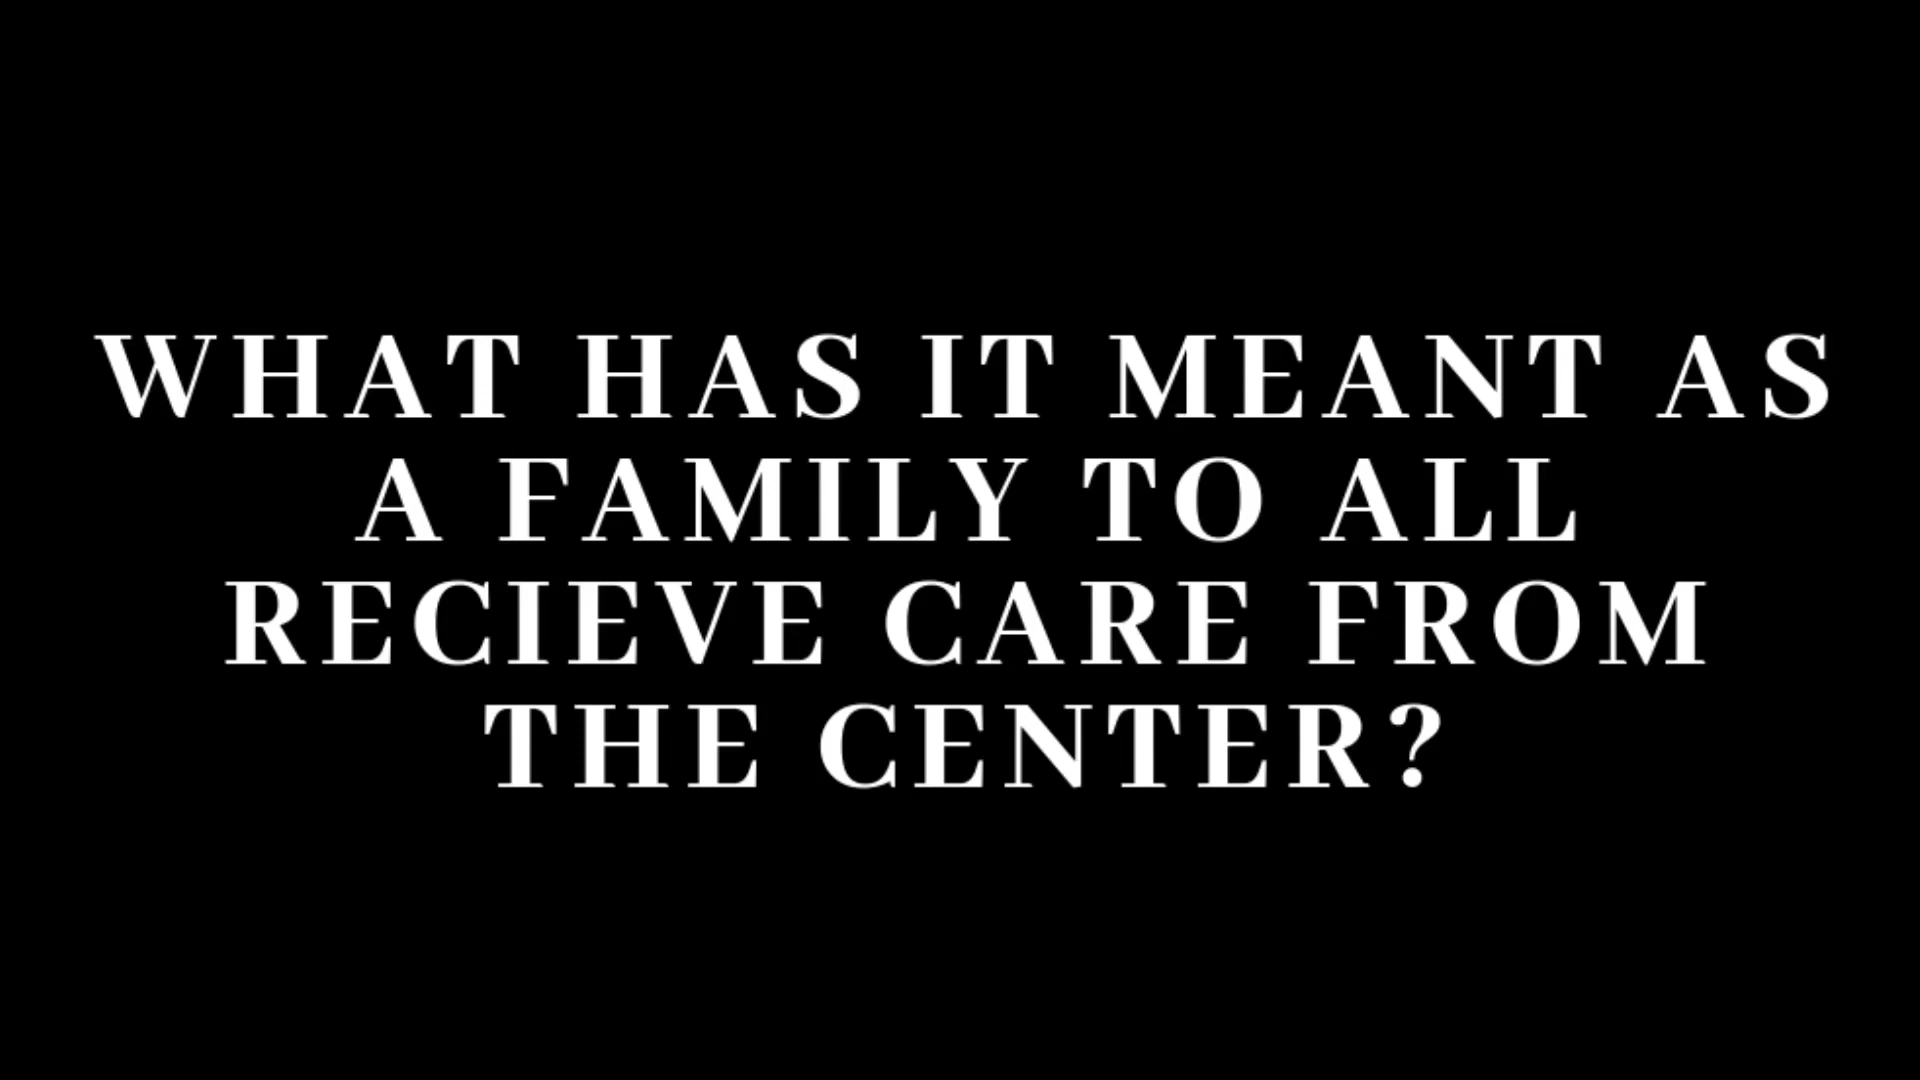 WHAT HAS IT MEANT AS
A FAMILY TO ALL
RECIEVE CARE FROM
THE CENTER?